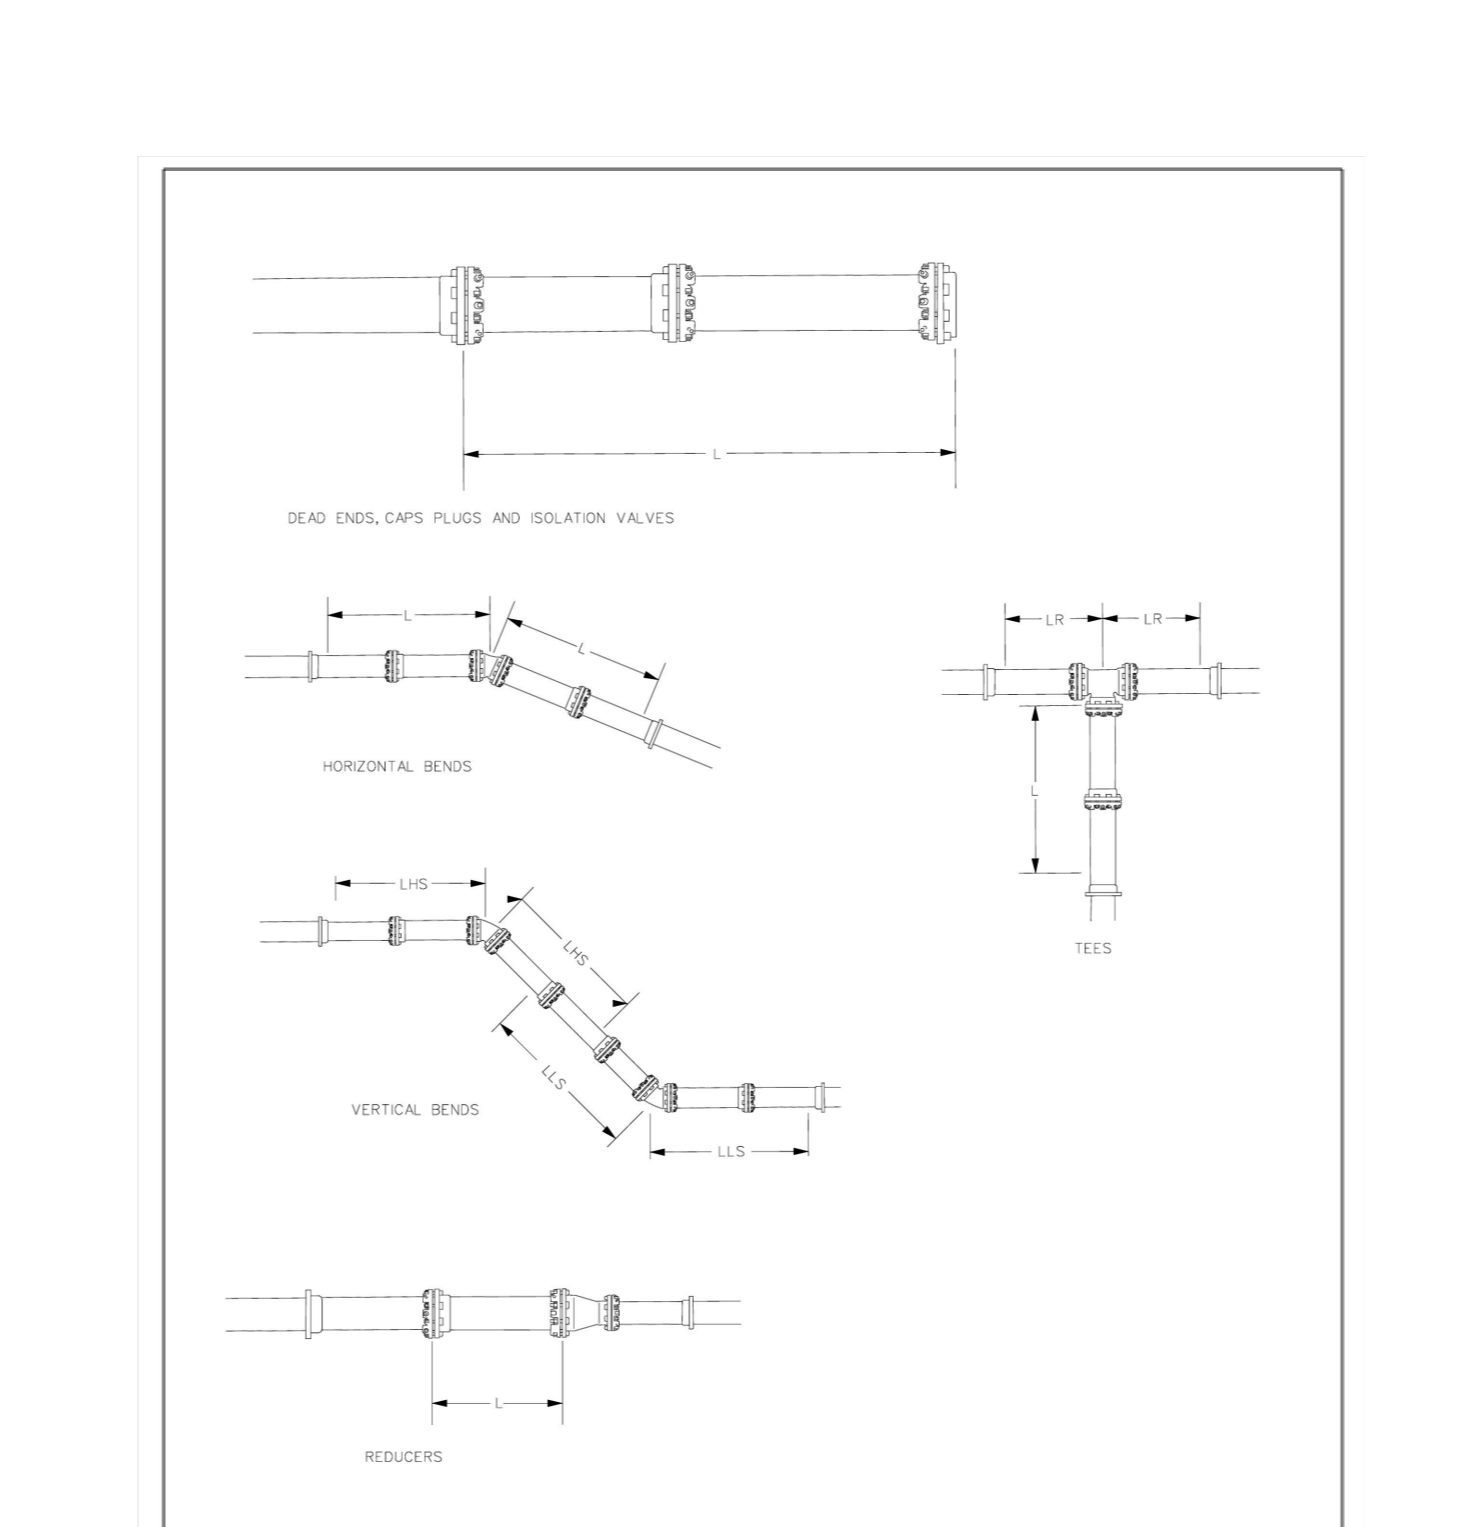 L
DEAD ENDS, CAPS PLUGS AND ISOLATION VALVES
L
L
HORIZONTAL BENDS
LR
LR
L
TEES
LHS
LHS
LLS
LLS
VERTICAL BENDS
L
REDUCERS